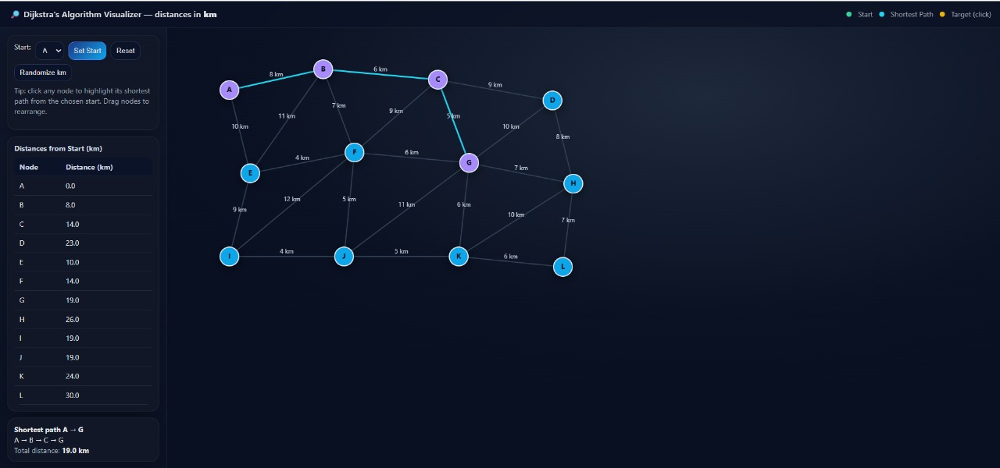 🔎 Dijkstra's Algorithm Visualizer — distances in km
Start
Shortest Path
Target (click)
Start:
A
Set Start
Reset
Randomize km
Tip: click any node to highlight its shortest
path from the chosen start. Drag nodes to
rearrange.
Distances from Start (km)
Node Distance (km)
A 0.0
B 8.0
C 14.0
D 23.0
E 10.0
F 14.0
G 19.0
H 26.0
I 19.0
J 19.0
K 24.0
L 30.0
Shortest path A → G
A → B → C → G
Total distance: 19.0 km
B
6 km
8 km
C
9 km
A
D
7 km
9 km
5 km
11 km
10 km
10 km
8 km
F
6 km
4 km
G
7 km
E
H
12 km
5 km
11 km
6 km
9 km
10 km
7 km
I
4 km
J
5 km
K
6 km
L